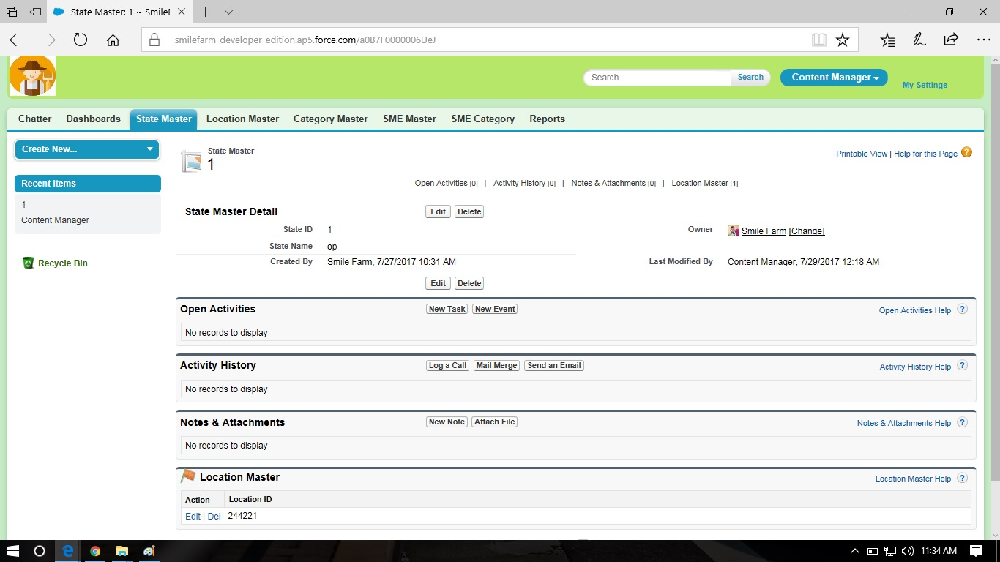 State Master: 1 ~ SmileF
smilefarm-developer-edition.ap5.force.com/a0B7F0000006UeJ
Search... Search Content Manager My Settings
Chatter Dashboards State Master Location Master Category Master SME Master SME Category Reports
Create New...
Recent Items
1
Content Manager
Recycle Bin
State Master
1
Printable View | Help for this Page ?
Open Activities [0] | Activity History [0] | Notes & Attachments [0] | Location Master [1]
State Master Detail Edit Delete
State ID 1 Owner Smile Farm [Change]
State Name op
Created By Smile Farm, 7/27/2017 10:31 AM Last Modified By Content Manager, 7/29/2017 12:18 AM
Edit Delete
Open Activities New Task New Event Open Activities Help ?
No records to display
Activity History Log a Call Mail Merge Send an Email Activity History Help ?
No records to display
Notes & Attachments New Note Attach File Notes & Attachments Help ?
No records to display
Location Master Location Master Help ?
Action Location ID
Edit | Del 244221
11:34 AM